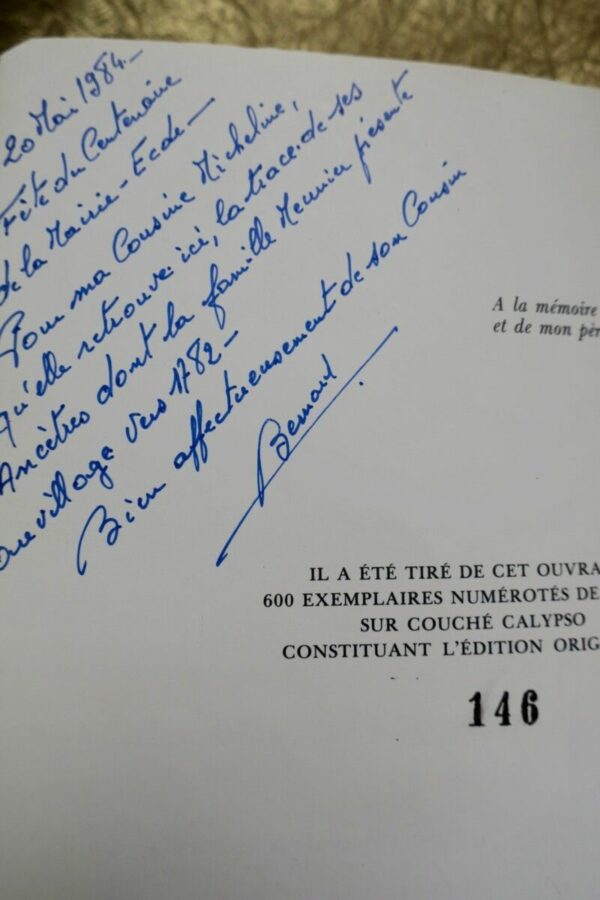 20 Mai 1984.-
Fête du Centenaire
de la Mairie-Ecole-
Pour ma Cousine Micheline,
Qu'elle retrouve ici, la trace de ses
Ancêtres dont la famille Meunier présente
au village vers 1782-
Bien affectueusement de son Cousin
Bernard
A la mémoire
et de mon pèr
IL A ÉTÉ TIRÉ DE CET OUVRA
600 EXEMPLAIRES NUMÉROTÉS DE
SUR COUCHÉ CALYPSO
CONSTITUANT L'ÉDITION ORIG
146